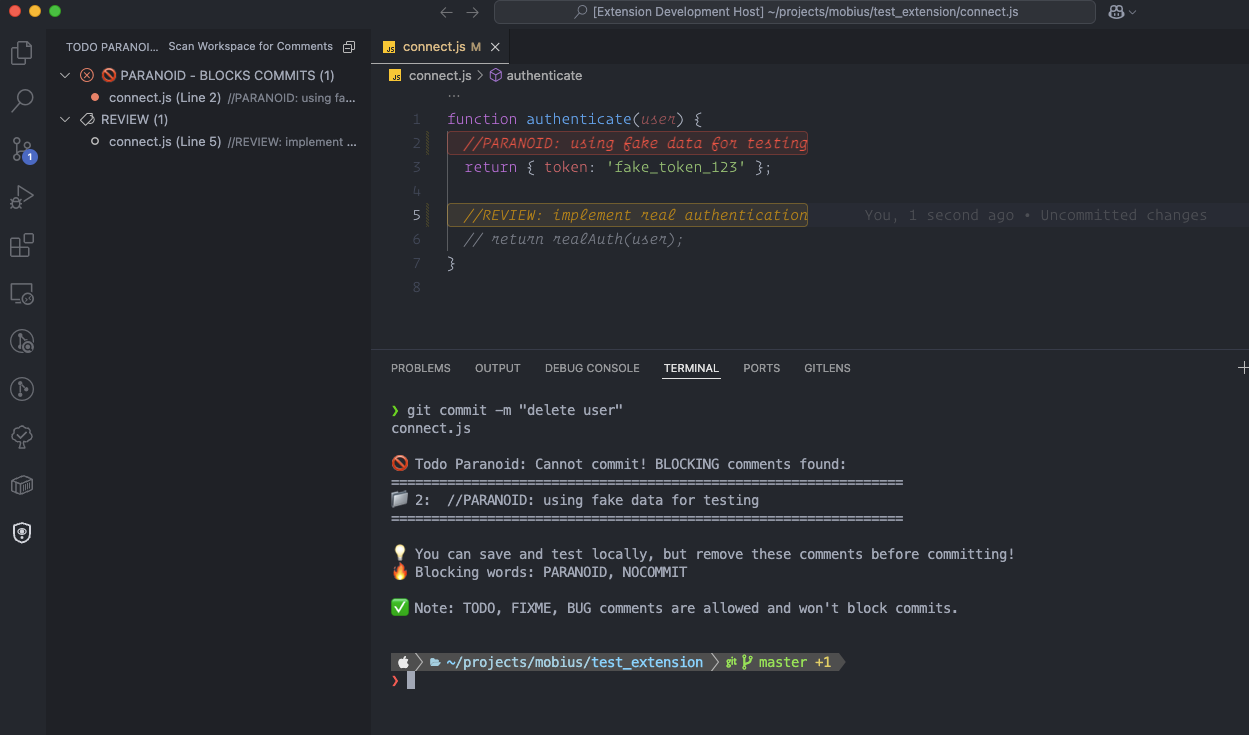 [Extension Development Host] ~/projects/mobius/test_extension/connect.js
TODO PARANOI... Scan Workspace for Comments
PARANOID - BLOCKS COMMITS (1)
connect.js (Line 2) //PARANOID: using fa...
REVIEW (1)
connect.js (Line 5) //REVIEW: implement ...
1
JS connect.js M
JS connect.js > authenticate
...
1 function authenticate(user) {
2 //PARANOID: using fake data for testing
3 return { token: 'fake_token_123' };
4
5 //REVIEW: implement real authentication You, 1 second ago • Uncommitted changes
6 // return realAuth(user);
7 }
8
PROBLEMS OUTPUT DEBUG CONSOLE TERMINAL PORTS GITLENS
❯ git commit -m "delete user"
connect.js
🚫 Todo Paranoid: Cannot commit! BLOCKING comments found:
================================================================
📁 2: //PARANOID: using fake data for testing
================================================================
💡 You can save and test locally, but remove these comments before committing!
🔥 Blocking words: PARANOID, NOCOMMIT
✅ Note: TODO, FIXME, BUG comments are allowed and won't block commits.
~/projects/mobius/test_extension git master +1
❯